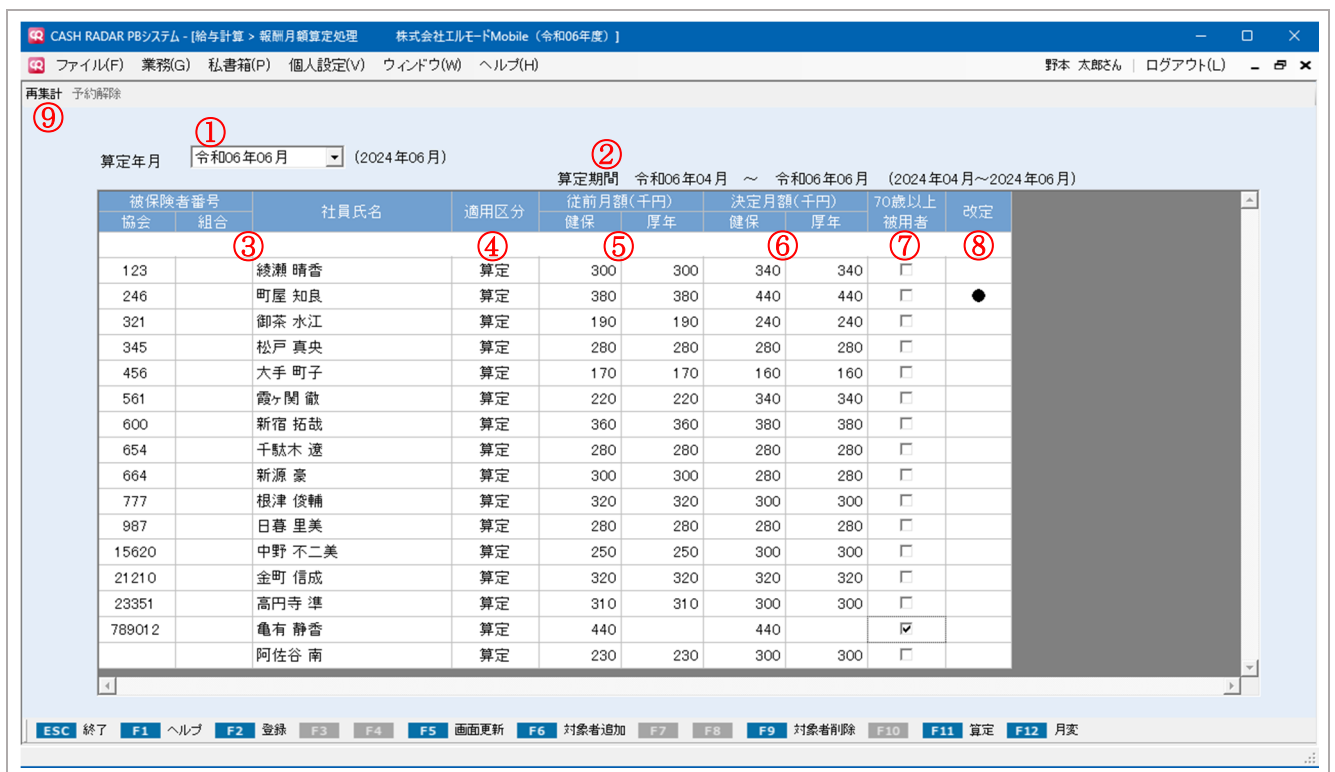 CASH RADAR PBシステム - [給与計算 > 報酬月額算定処理 株式会社エルモードMobile（令和06年度）]
ファイル(F) 業務(G) 私書箱(P) 個人設定(V) ウィンドウ(W) ヘルプ(H) 野本 太郎さん ログアウト(L)
再集計 予約解除
⑨ ①
算定年月 令和06年06月 (2024年06月)
②
算定期間 令和06年04月 ～ 令和06年06月 (2024年04月～2024年06月)
被保険者番号 社員氏名 適用区分 従前月額(千円) 決定月額(千円) 70歳以上被用者 改定
協会 組合 健保 厚年 健保 厚年
③ ④ ⑤ ⑥ ⑦ ⑧
123 綾瀬 晴香 算定 300 300 340 340
246 町屋 知良 算定 380 380 440 440 ●
321 御茶 水江 算定 190 190 240 240
345 松戸 真央 算定 280 280 280 280
456 大手 町子 算定 170 170 160 160
561 霞ヶ関 徹 算定 220 220 340 340
600 新宿 拓哉 算定 360 360 380 380
654 千駄木 遼 算定 280 280 280 280
664 新源 豪 算定 300 300 280 280
777 根津 俊輔 算定 320 320 300 300
987 日暮 里美 算定 280 280 280 280
15620 中野 不二美 算定 250 250 300 300
21210 金町 信成 算定 320 320 320 320
23351 高円寺 準 算定 310 310 300 300
789012 亀有 静香 算定 440 440
阿佐谷 南 算定 230 230 300 300
ESC 終了 F1 ヘルプ F2 登録 F3 F4 F5 画面更新 F6 対象者追加 F7 F8 F9 対象者削除 F10 F11 算定 F12 月変